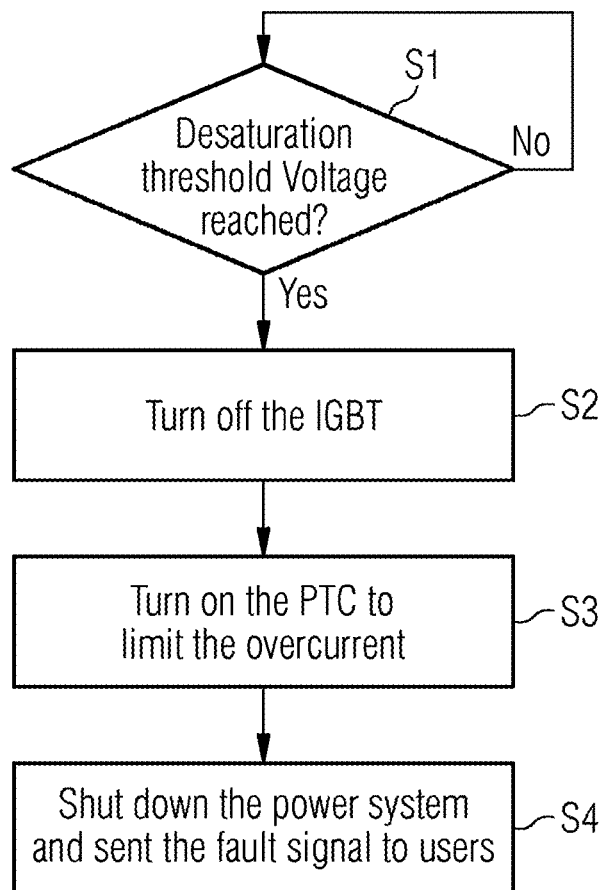 S1
Desaturation
threshold Voltage
reached?
No
Yes
Turn off the IGBT
S2
Turn on the PTC to
limit the overcurrent
S3
Shut down the power system
and sent the fault signal to users
S4